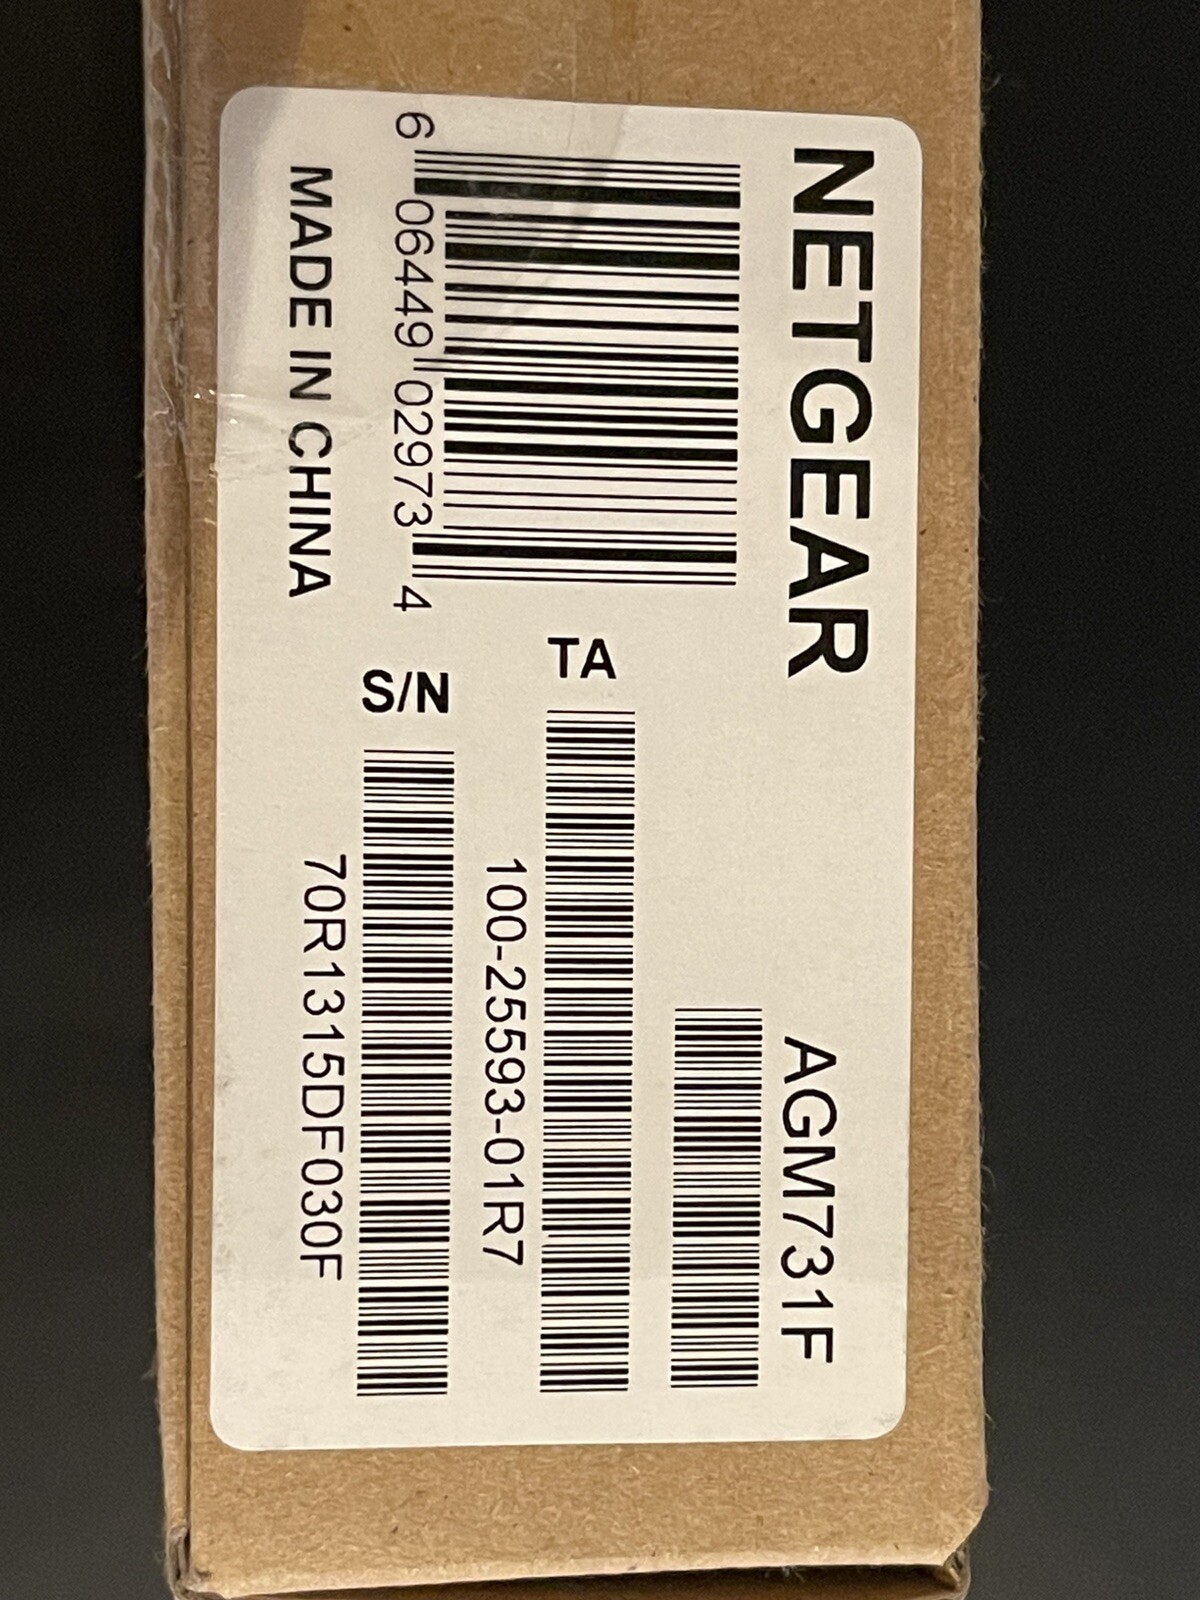 NETGEAR
AGM731F
6 06449 02973 4
TA
100-25593-01R7
S/N
70R1315DF030F
MADE IN CHINA